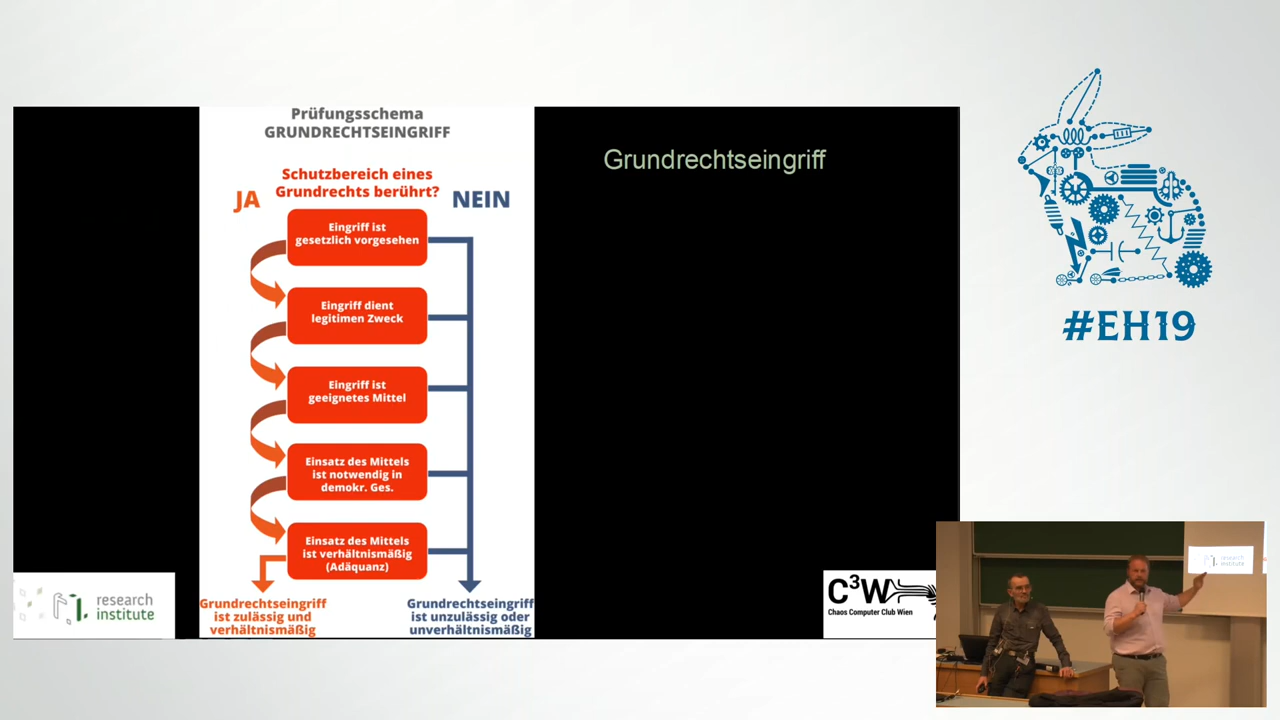 Prüfungsschema
GRUNDRECHTSEINGRIFF
Schutzbereich eines
Grundrechts berührt?
JA
NEIN
Eingriff ist
gesetzlich vorgesehen
Eingriff dient
legitimen Zweck
Eingriff ist
geeignetes Mittel
Einsatz des Mittels
ist notwendig in
demokr. Ges.
Einsatz des Mittels
ist verhältnismäßig
(Adäquanz)
Grundrechtseingriff
ist zulässig und
verhältnismäßig
Grundrechtseingriff
ist unzulässig oder
unverhältnismäßig
Grundrechtseingriff
research
institute
C³W
Chaos Computer Club Wien
#EH19
research
institute